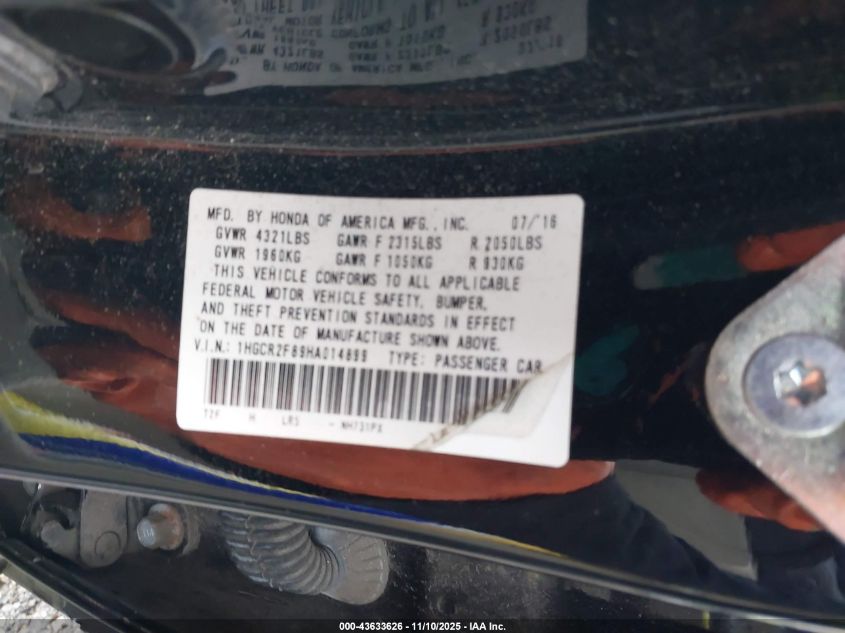 MFD. BY HONDA OF AMERICA MFG., INC. 07/'16
GVWR 4321LBS GAWR F 2315LBS R 2050LBS
GVWR 1960KG GAWR F 1050KG R 930KG
THIS VEHICLE CONFORMS TO ALL APPLICABLE
FEDERAL MOTOR VEHICLE SAFETY, BUMPER,
AND THEFT PREVENTION STANDARDS IN EFFECT
ON THE DATE OF MANUFACTURE SHOWN ABOVE.
V.I.N.: 1HGCR2F89HA014899 TYPE: PASSENGER CAR
T2F H LR5 - NH731PX
000-43633626 - 11/10/2025 - IAA Inc.